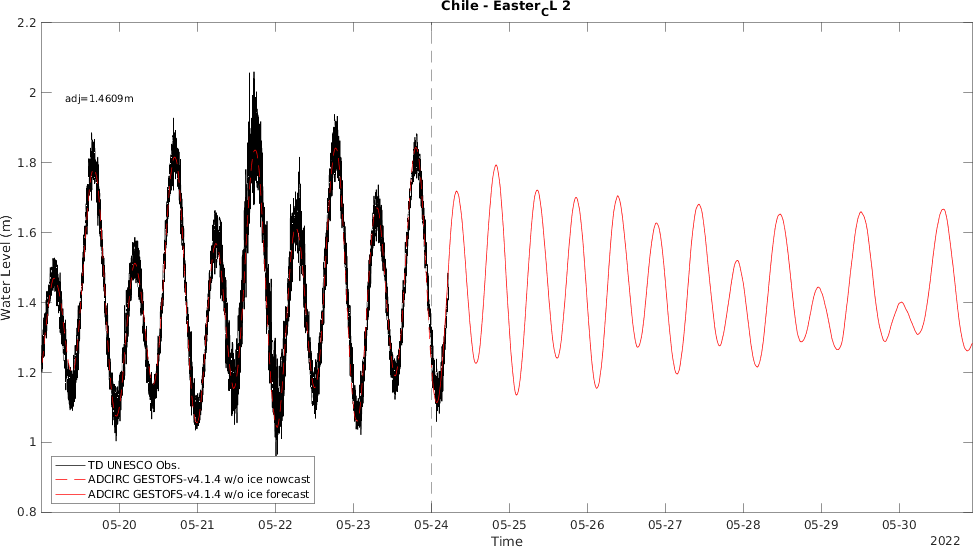 Chile - Easter_CL 2
adj=1.4609m
2.2
2
1.8
1.6
1.4
1.2
1
0.8
Water Level (m)
TD UNESCO Obs.
ADCIRC GESTOFS-v4.1.4 w/o ice nowcast
ADCIRC GESTOFS-v4.1.4 w/o ice forecast
05-20 05-21 05-22 05-23 05-24 05-25 05-26 05-27 05-28 05-29 05-30
Time
2022